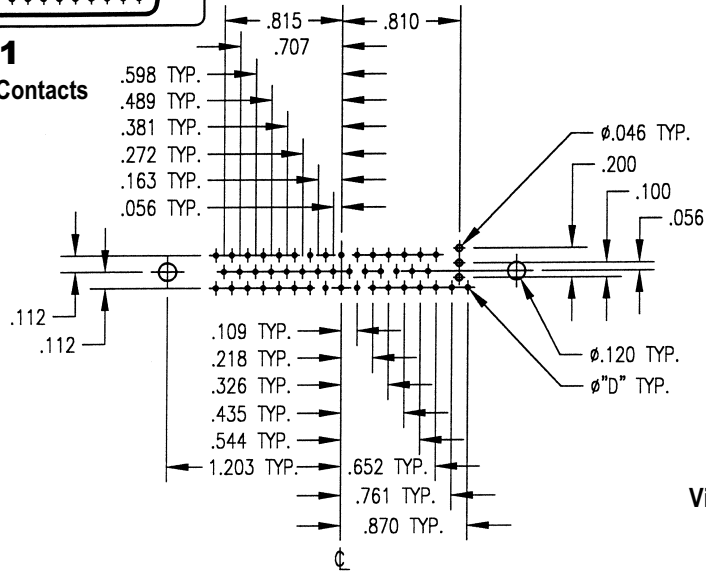 .815
.810
1
.707
Contacts
.598 TYP.
.489 TYP.
.381 TYP.
.272 TYP.
.163 TYP.
.056 TYP.
ø.046 TYP.
.200
.100
.056
.112
.112
.109 TYP.
.218 TYP.
.326 TYP.
.435 TYP.
.544 TYP.
1.203 TYP.
.652 TYP.
.761 TYP.
.870 TYP.
ø.120 TYP.
ø"D" TYP.
Vi
℄